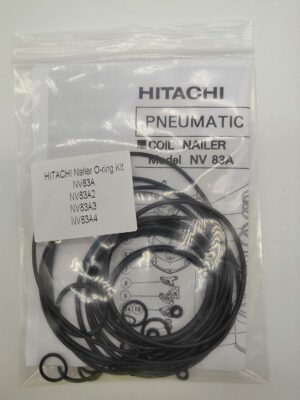 HITACHI
PNEUMATIC
COIL NAILER
Model NV 83A
HITACHI Nailer O-ring Kit
NV83A
NV83A2
NV83A3
NV83A4